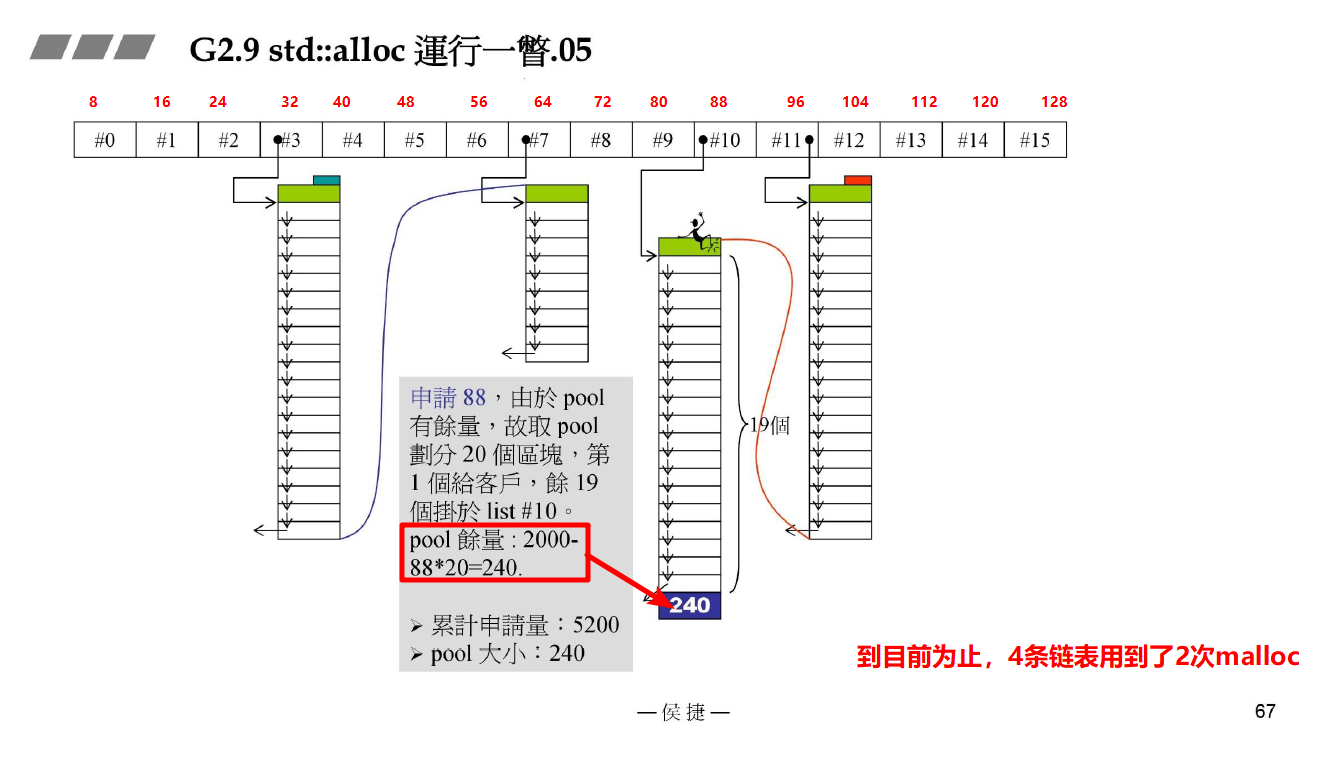 G2.9 std::alloc 運行一瞥.05
8 16 24 32 40 48 56 64 72 80 88 96 104 112 120 128
#0 #1 #2 #3 #4 #5 #6 #7 #8 #9 #10 #11 #12 #13 #14 #15
申請 88，由於 pool
有餘量，故取 pool
劃分 20 個區塊，第
1 個給客戶，餘 19
個掛於 list #10。
pool 餘量 : 2000-
88*20=240.
➢ 累計申請量：5200
➢ pool 大小：240
19個
240
到目前为止，4条链表用到了2次malloc
— 侯 捷 —
67